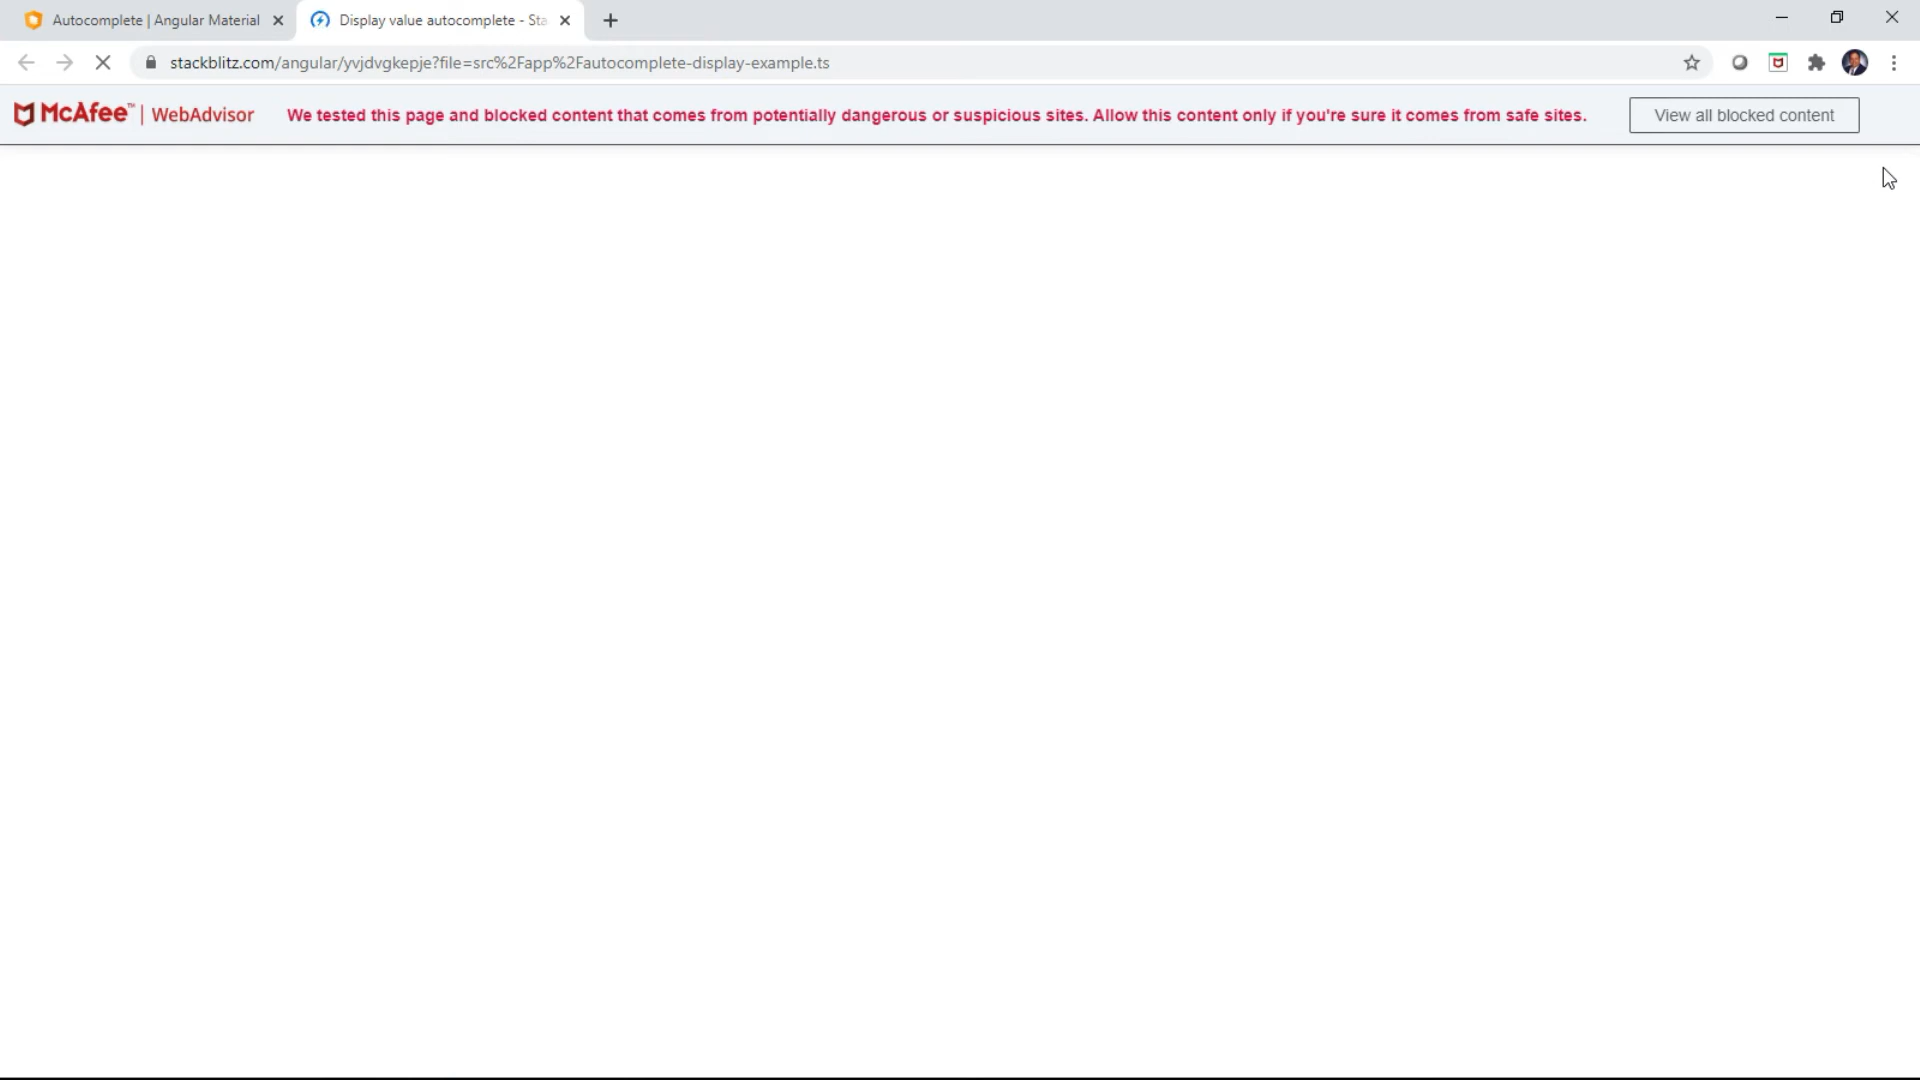 Autocomplete | Angular Material
Display value autocomplete - Sta
stackblitz.com/angular/yvjdvgkepje?file=src%2Fapp%2Fautocomplete-display-example.ts
McAfee™ | WebAdvisor
We tested this page and blocked content that comes from potentially dangerous or suspicious sites. Allow this content only if you're sure it comes from safe sites.
View all blocked content